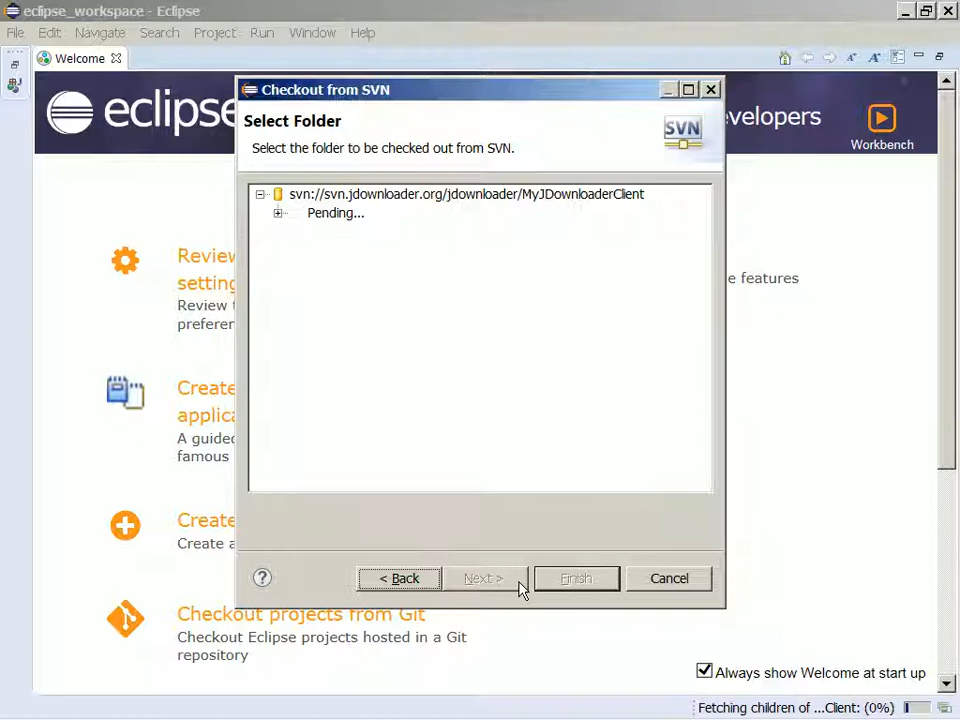 eclipse_workspace - Eclipse
File Edit Navigate Search Project Run Window Help
Welcome
eclipse
evelopers
Workbench
Checkout from SVN
Select Folder
Select the folder to be checked out from SVN.
SVN
svn://svn.jdownloader.org/jdownloader/MyJDownloaderClient
Pending...
Review
setting
Review t
prefere
e features
Create
applica
A guide
famous
Create
Create a
< Back
Next >
Finish
Cancel
Checkout projects from Git
Checkout Eclipse projects hosted in a Git
repository
Always show Welcome at start up
Fetching children of ...Client: (0%)